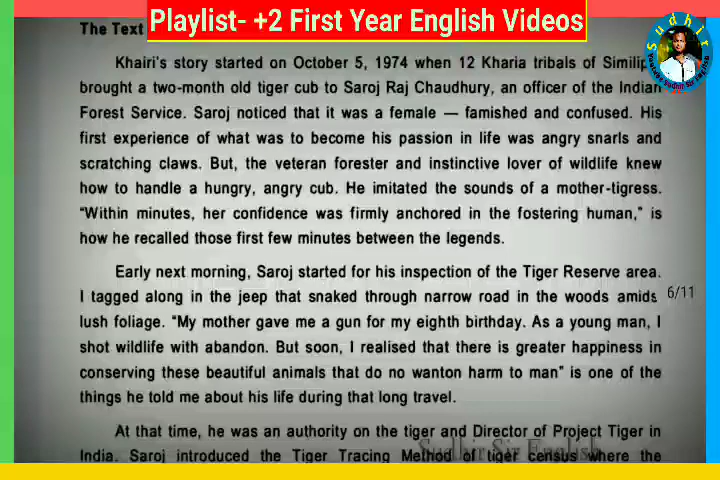 Playlist- +2 First Year English Videos
The Text
Khairi's story started on October 5, 1974 when 12 Kharia tribals of Similip
brought a two-month old tiger cub to Saroj Raj Chaudhury, an officer of the Indian
Forest Service. Saroj noticed that it was a female — famished and confused. His
first experience of what was to become his passion in life was angry snarls and
scratching claws. But, the veteran forester and instinctive lover of wildlife knew
how to handle a hungry, angry cub. He imitated the sounds of a mother-tigress.
“Within minutes, her confidence was firmly anchored in the fostering human,” is
how he recalled those first few minutes between the legends.
Early next morning, Saroj started for his inspection of the Tiger Reserve area.
I tagged along in the jeep that snaked through narrow road in the woods amids
6/11
lush foliage. “My mother gave me a gun for my eighth birthday. As a young man, I
shot wildlife with abandon. But soon, I realised that there is greater happiness in
conserving these beautiful animals that do no wanton harm to man” is one of the
things he told me about his life during that long travel.
At that time, he was an authority on the tiger and Director of Project Tiger in
India. Saroj introduced the Tiger Tracing Method of tiger census where the
Sudhir Sir English
Sudhir
Youtube Sudhir Sir English